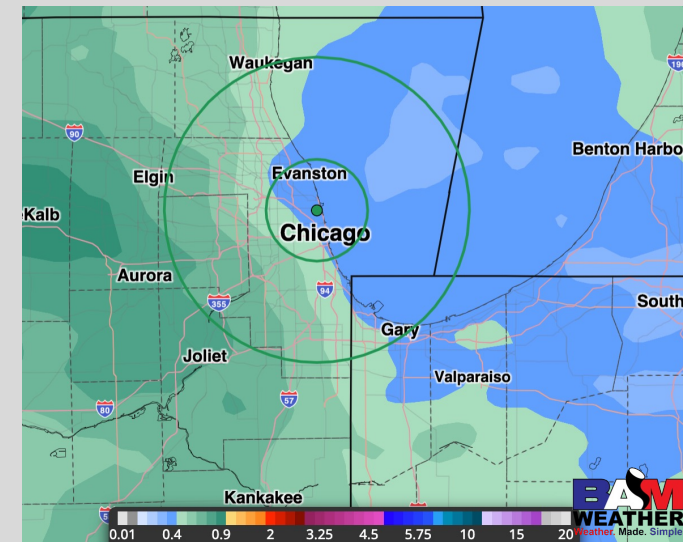 Waukegan
190
90
Benton Harbo
Elgin
Evanston
Kalb
Chicago
Aurora
94
355
South
Gary
Joliet
Valparaiso
57
80
Kankakee
BAM
WEATHER
Weather. Made. Simple
0.01 0.4 0.9 2 3.25 4.5 5.75 10 15 20